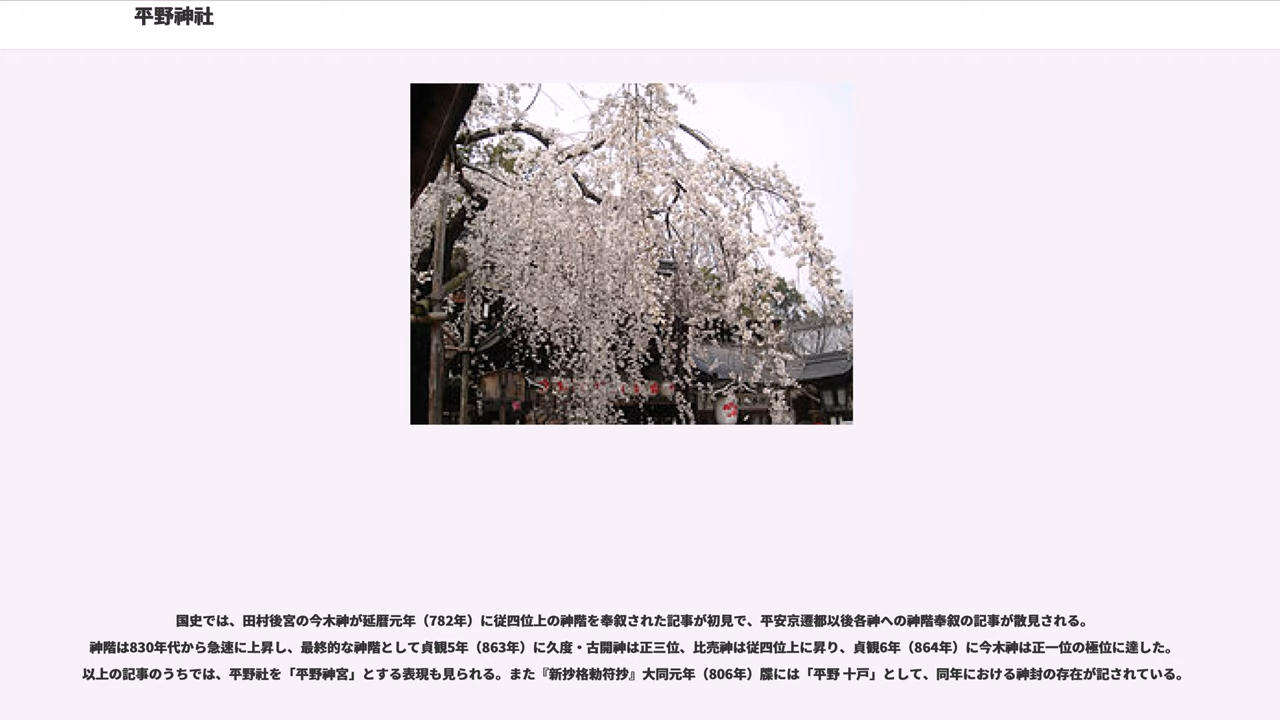 平野神社
国史では、田村後宮の今木神が延暦元年（782年）に従四位上の神階を奉叙された記事が初見で、平安京遷都以後各神への神階奉叙の記事が散見される。
神階は830年代から急速に上昇し、最終的な神階として貞観5年（863年）に久度・古開神は正三位、比売神は従四位上に昇り、貞観6年（864年）に今木神は正一位の極位に達した。
以上の記事のうちでは、平野社を「平野神宮」とする表現も見られる。また『新抄格勅符抄』大同元年（806年）牒には「平野 十戸」として、同年における神封の存在が記されている。